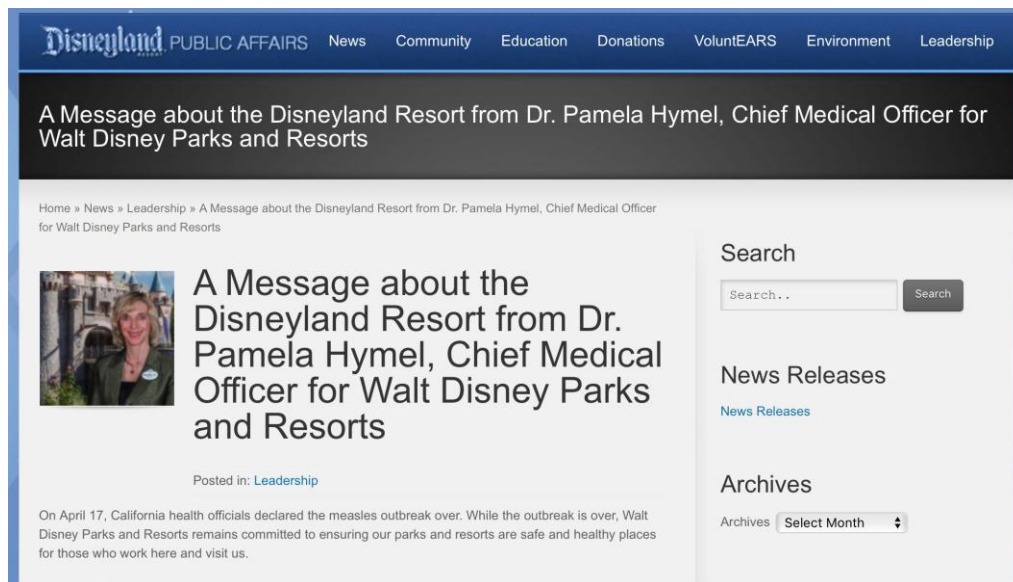 Disneyland RESORT PUBLIC AFFAIRS News Community Education Donations VoluntEARS Environment Leadership
A Message about the Disneyland Resort from Dr. Pamela Hymel, Chief Medical Officer for
Walt Disney Parks and Resorts
Home » News » Leadership » A Message about the Disneyland Resort from Dr. Pamela Hymel, Chief Medical Officer
for Walt Disney Parks and Resorts
A Message about the
Disneyland Resort from Dr.
Pamela Hymel, Chief Medical
Officer for Walt Disney Parks
and Resorts
Posted in: Leadership
On April 17, California health officials declared the measles outbreak over. While the outbreak is over, Walt
Disney Parks and Resorts remains committed to ensuring our parks and resorts are safe and healthy places
for those who work here and visit us.
Search
Search..
Search
News Releases
News Releases
Archives
Archives Select Month